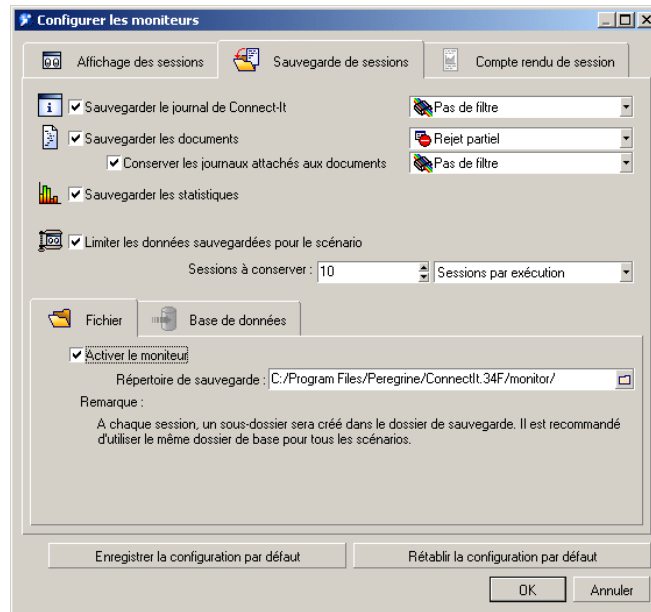 Configurer les moniteurs
Affichage des sessions
Sauvegarde de sessions
Compte rendu de session
Sauvegarder le journal de Connect-It
Pas de filtre
Sauvegarder les documents
Rejet partiel
Conserver les journaux attachés aux documents
Pas de filtre
Sauvegarder les statistiques
Limiter les données sauvegardées pour le scénario
Sessions à conserver : 10
Sessions par exécution
Fichier
Base de données
Activer le moniteur
Répertoire de sauvegarde : C:/Program Files/Peregrine/ConnectIt.34F/monitor/
Remarque :
A chaque session, un sous-dossier sera créé dans le dossier de sauvegarde. Il est recommandé
d'utiliser le même dossier de base pour tous les scénarios.
Enregistrer la configuration par défaut
Rétablir la configuration par défaut
OK
Annuler